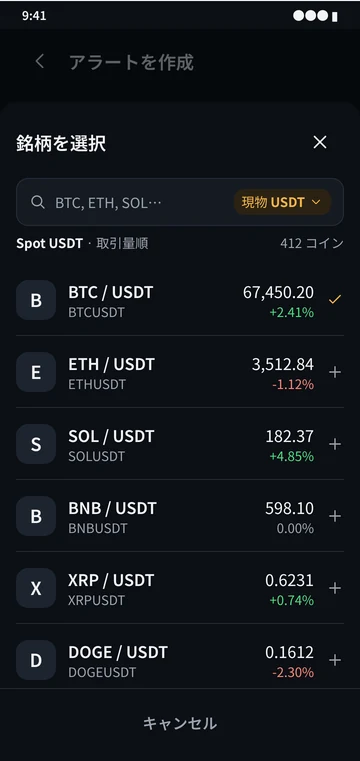 9:41
アラートを作成
銘柄を選択
BTC, ETH, SOL…
現物 USDT
Spot USDT · 取引量順
412 コイン
B
BTC / USDT
67,450.20
BTCUSDT
+2.41%
E
ETH / USDT
3,512.84
ETHUSDT
-1.12%
S
SOL / USDT
182.37
SOLUSDT
+4.85%
B
BNB / USDT
598.10
BNBUSDT
0.00%
X
XRP / USDT
0.6231
XRPUSDT
+0.74%
D
DOGE / USDT
0.1612
DOGEUSDT
-2.30%
キャンセル